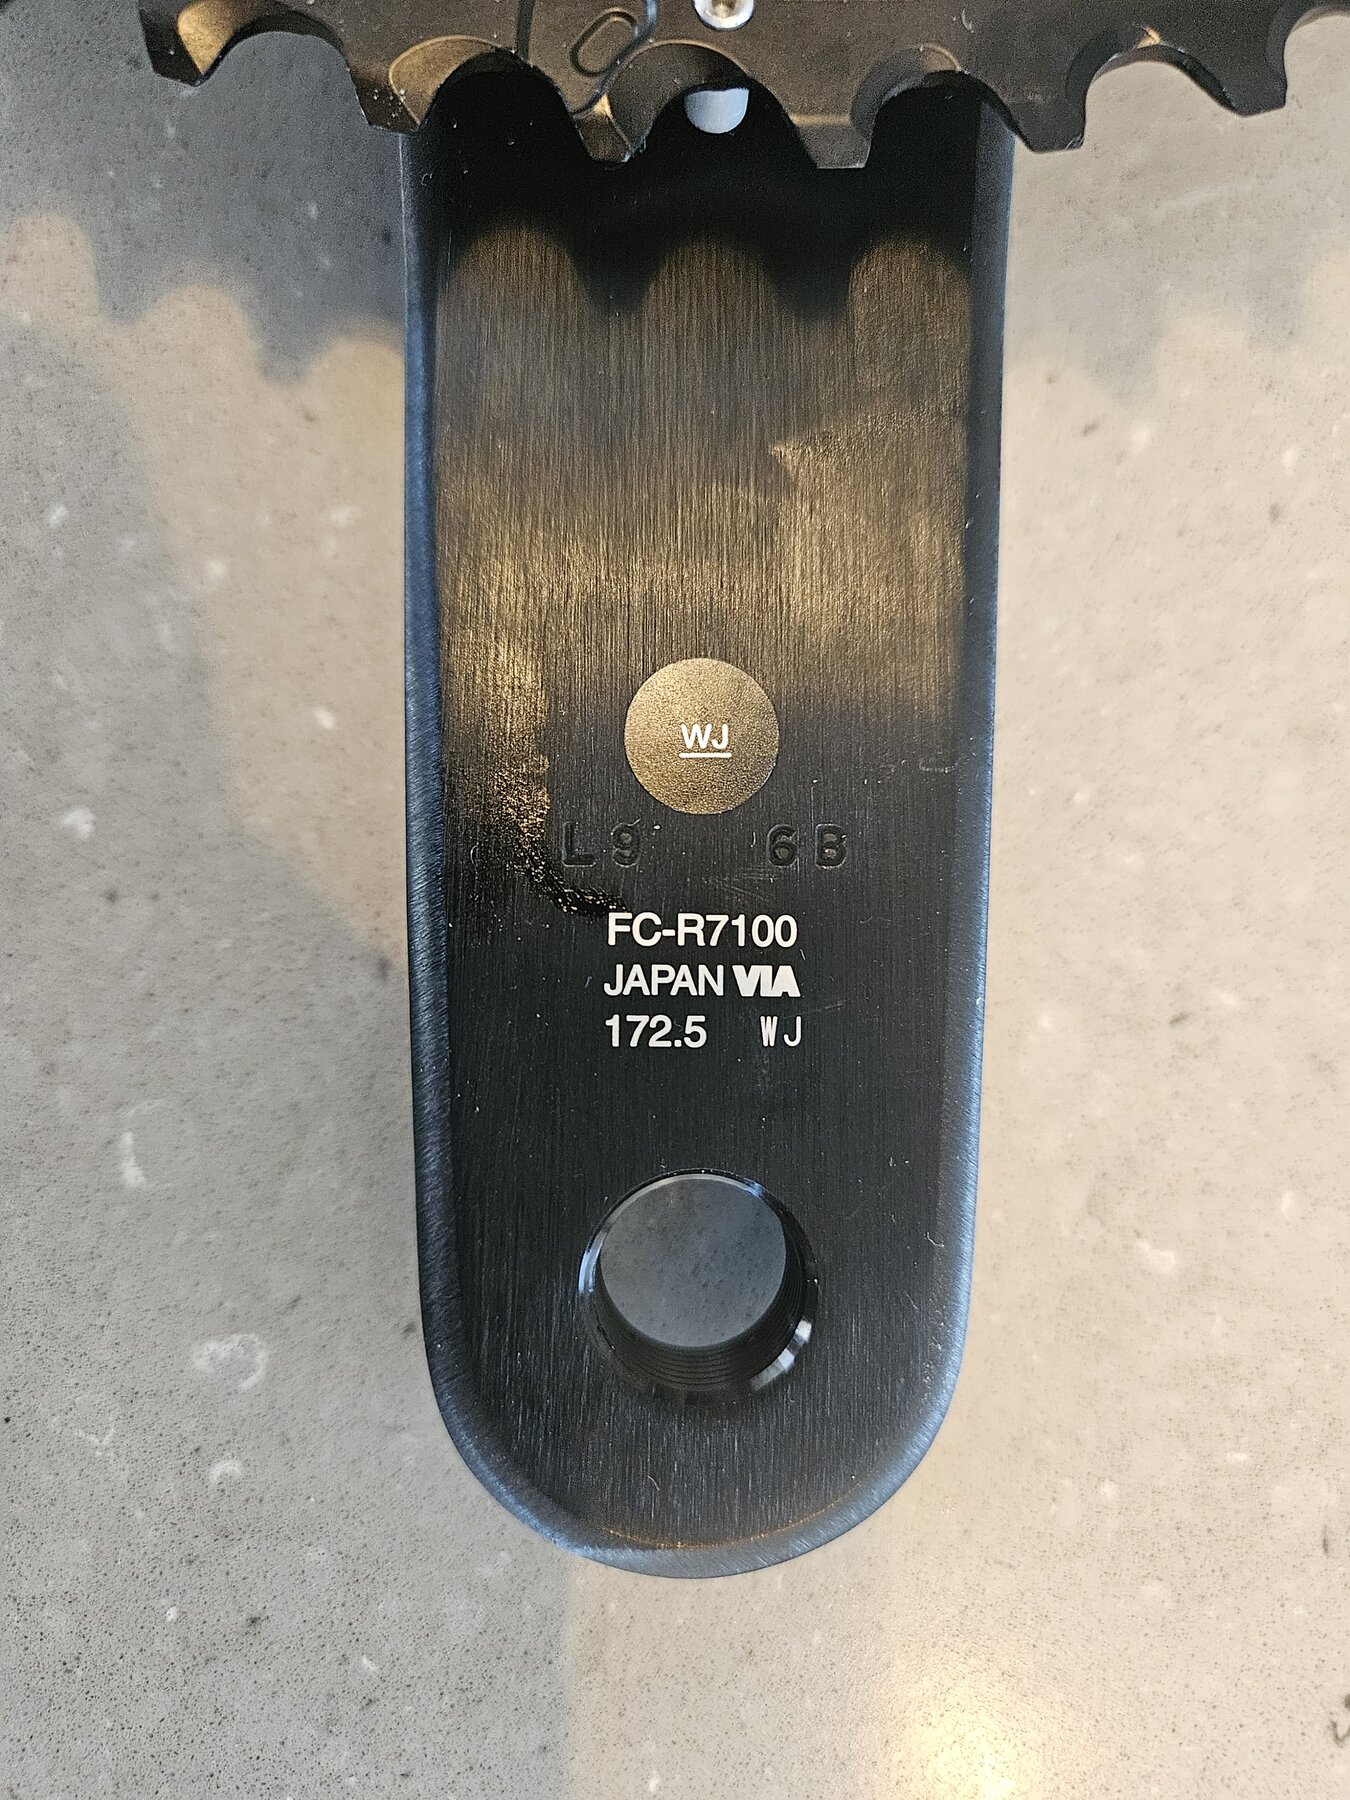 WJ
L9 6B
FC-R7100
JAPAN VIA
172.5 WJ